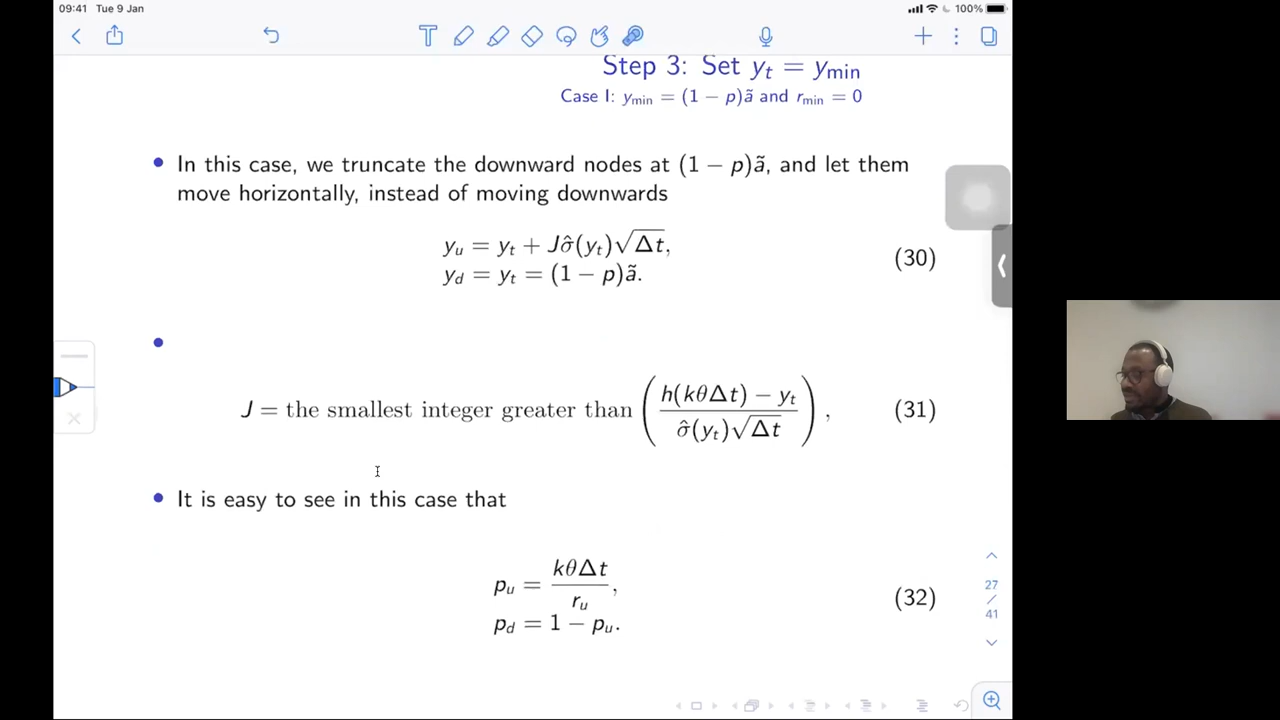 09:41 Tue 9 Jan
100%
Step 3: Set yₜ = y_min
Case I: y_min = (1 − p)ã and r_min = 0
• In this case, we truncate the downward nodes at (1 − p)ã, and let them
move horizontally, instead of moving downwards
y_u = y_t + Jσ̂(y_t)√Δt,
(30)
y_d = y_t = (1 − p)ã.
•
J = the smallest integer greater than ( (h(kθΔt) − y_t) / (σ̂(y_t)√Δt) ), (31)
• It is easy to see in this case that
p_u = kθΔt / r_u,
(32)
p_d = 1 − p_u.
27
/
41